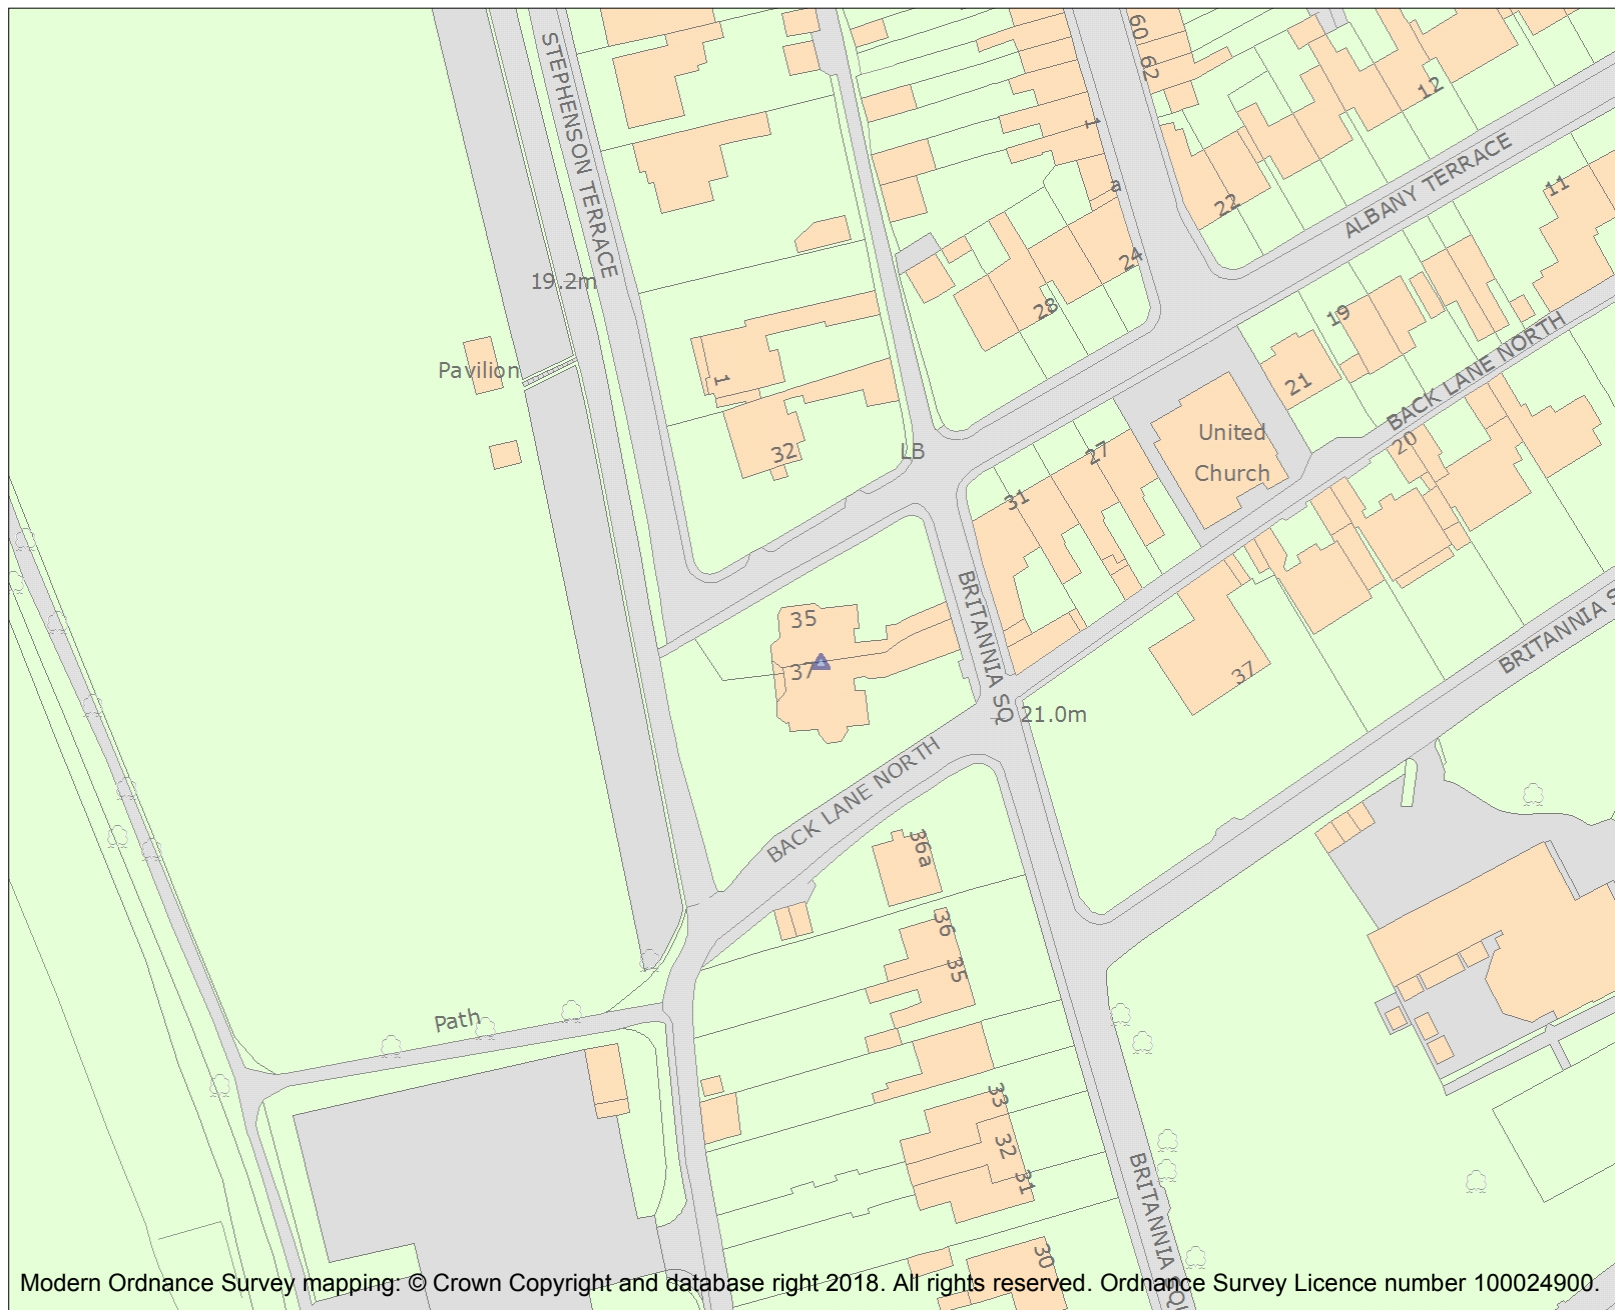 60
62
STEPHENSON TERRACE
12
1
ALBANY TERRACE
a
22
11
24
19.2m
28
19
BACK LANE NORTH
Pavilion
1
21
United
Church
20
32
LB
27
31
BRITANNIA SQ
35
37
BRITANNIA S
37
21.0m
BACK LANE NORTH
36a
36
35
Path
33
32
31
BRITANNIA SQU
30
Modern Ordnance Survey mapping: © Crown Copyright and database right 2018. All rights reserved. Ordnance Survey Licence number 100024900.